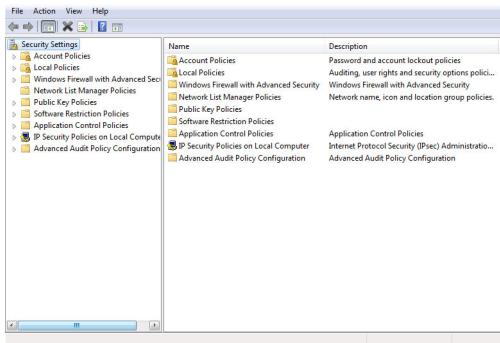 File Action View Help
Security Settings
Account Policies
Local Policies
Windows Firewall with Advanced Secu
Network List Manager Policies
Public Key Policies
Software Restriction Policies
Application Control Policies
IP Security Policies on Local Compute
Advanced Audit Policy Configuration
Name Description
Account Policies Password and account lockout policies
Local Policies Auditing, user rights and security options polici...
Windows Firewall with Advanced Security Windows Firewall with Advanced Security
Network List Manager Policies Network name, icon and location group policies.
Public Key Policies
Software Restriction Policies
Application Control Policies Application Control Policies
IP Security Policies on Local Computer Internet Protocol Security (IPsec) Administratio...
Advanced Audit Policy Configuration Advanced Audit Policy Configuration